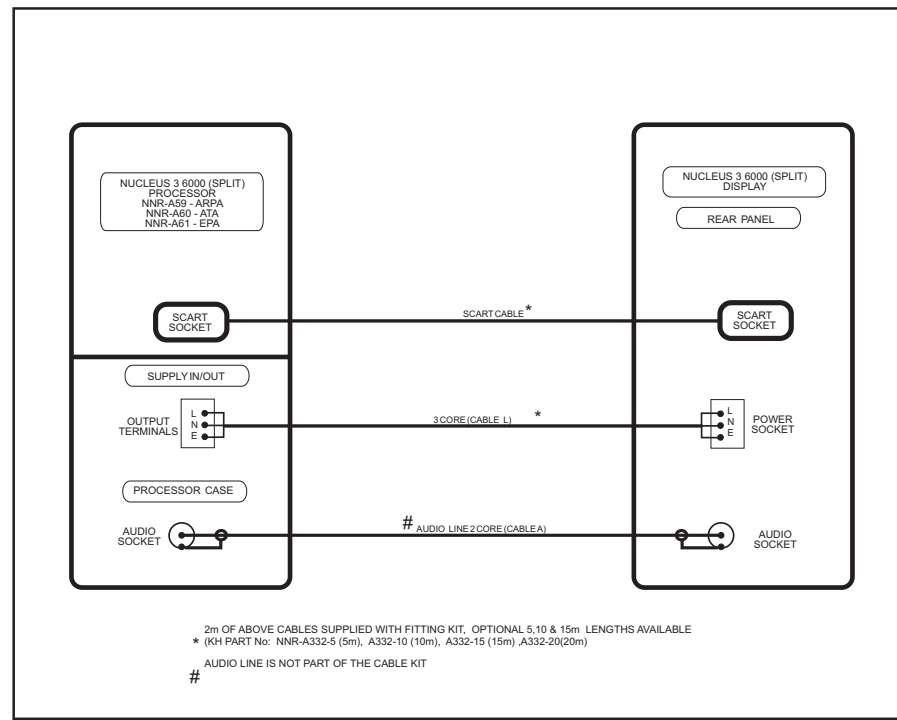 NUCLEUS 3 6000 (SPLIT)
PROCESSOR
NNR-A59 - ARPA
NNR-A60 - ATA
NNR-A61 - EPA
NUCLEUS 3 6000 (SPLIT)
DISPLAY
REAR PANEL
SCART
SOCKET
SCART CABLE *
SCART
SOCKET
SUPPLY IN/OUT
OUTPUT
TERMINALS
L
N
E
3 CORE (CABLE L) *
L
N
E
POWER
SOCKET
PROCESSOR CASE
AUDIO
SOCKET
# AUDIO LINE 2 CORE (CABLE A)
AUDIO
SOCKET
2m OF ABOVE CABLES SUPPLIED WITH FITTING KIT, OPTIONAL 5,10 & 15m LENGTHS AVAILABLE
* (KH PART No: NNR-A332-5 (5m), A332-10 (10m), A332-15 (15m) ,A332-20(20m)
AUDIO LINE IS NOT PART OF THE CABLE KIT
#